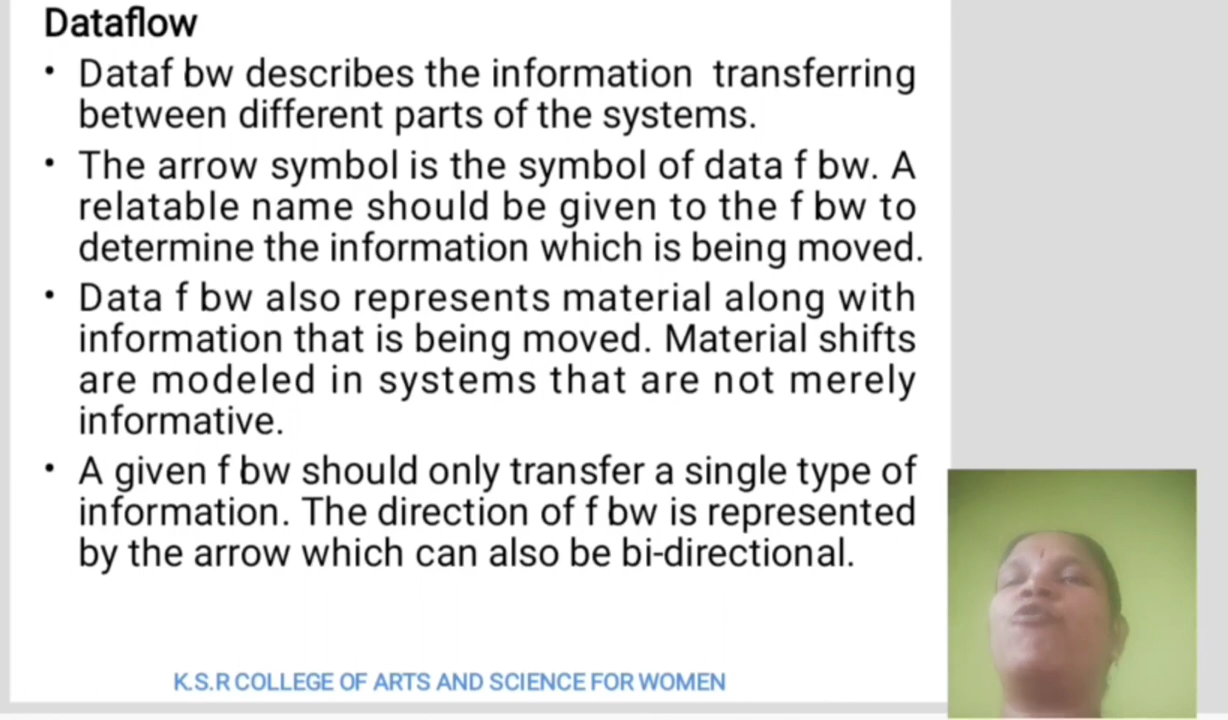 Dataflow
• Dataf bw describes the information transferring
between different parts of the systems.
• The arrow symbol is the symbol of data f bw. A
relatable name should be given to the f bw to
determine the information which is being moved.
• Data f bw also represents material along with
information that is being moved. Material shifts
are modeled in systems that are not merely
informative.
• A given f bw should only transfer a single type of
information. The direction of f bw is represented
by the arrow which can also be bi-directional.
K.S.R COLLEGE OF ARTS AND SCIENCE FOR WOMEN